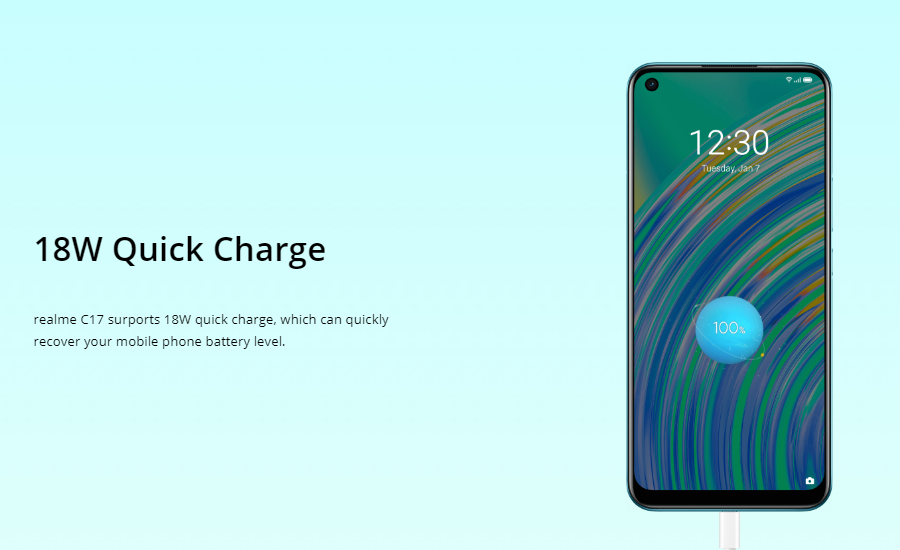 12:30
Tuesday, Jan 7
18W Quick Charge
realme C17 surports 18W quick charge, which can quickly
recover your mobile phone battery level.
100%